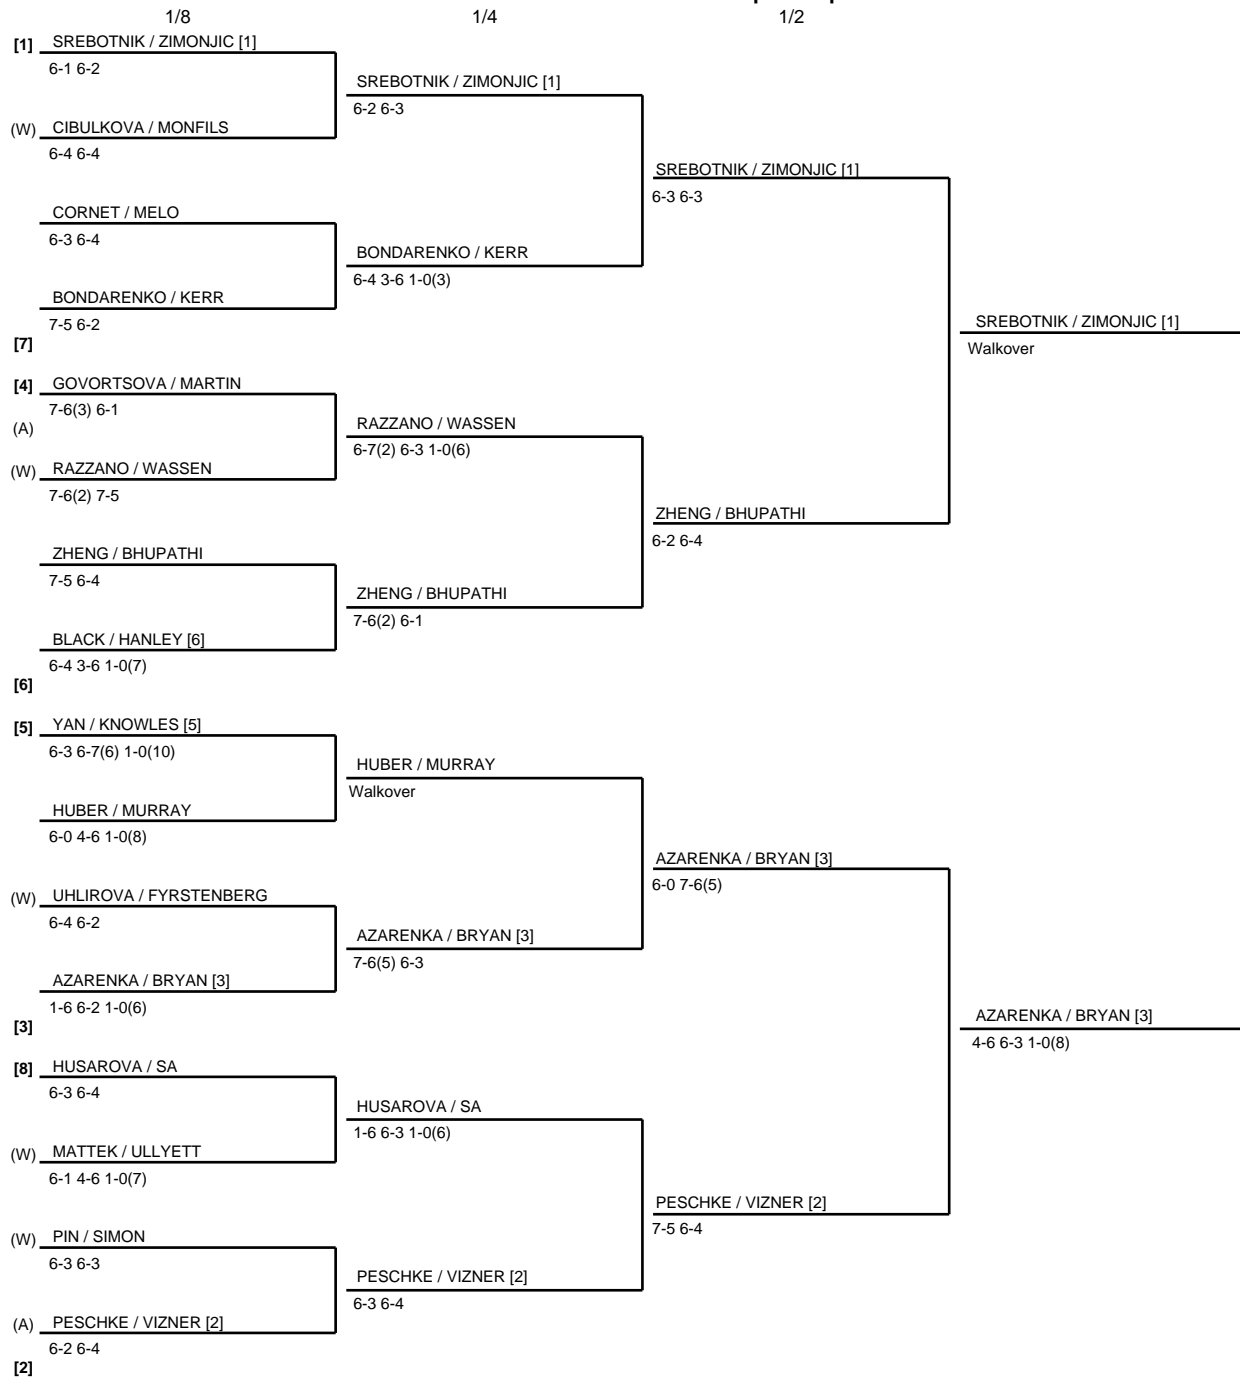 1/8 1/4 1/2
[1] SREBOTNIK / ZIMONJIC [1]
6-1 6-2
SREBOTNIK / ZIMONJIC [1]
6-2 6-3
(W) CIBULKOVA / MONFILS
6-4 6-4
SREBOTNIK / ZIMONJIC [1]
6-3 6-3
CORNET / MELO
6-3 6-4
BONDARENKO / KERR
6-4 3-6 1-0(3)
BONDARENKO / KERR
7-5 6-2
[7]
SREBOTNIK / ZIMONJIC [1]
Walkover
[4] GOVORTSOVA / MARTIN
7-6(3) 6-1
(A)
RAZZANO / WASSEN
6-7(2) 6-3 1-0(6)
(W) RAZZANO / WASSEN
7-6(2) 7-5
ZHENG / BHUPATHI
6-2 6-4
ZHENG / BHUPATHI
7-5 6-4
ZHENG / BHUPATHI
7-6(2) 6-1
BLACK / HANLEY [6]
6-4 3-6 1-0(7)
[6]
[5] YAN / KNOWLES [5]
6-3 6-7(6) 1-0(10)
HUBER / MURRAY
Walkover
HUBER / MURRAY
6-0 4-6 1-0(8)
AZARENKA / BRYAN [3]
6-0 7-6(5)
(W) UHLIROVA / FYRSTENBERG
6-4 6-2
AZARENKA / BRYAN [3]
7-6(5) 6-3
AZARENKA / BRYAN [3]
1-6 6-2 1-0(6)
[3]
AZARENKA / BRYAN [3]
4-6 6-3 1-0(8)
[8] HUSAROVA / SA
6-3 6-4
HUSAROVA / SA
1-6 6-3 1-0(6)
(W) MATTEK / ULLYETT
6-1 4-6 1-0(7)
PESCHKE / VIZNER [2]
7-5 6-4
(W) PIN / SIMON
6-3 6-3
PESCHKE / VIZNER [2]
6-3 6-4
(A) PESCHKE / VIZNER [2]
6-2 6-4
[2]